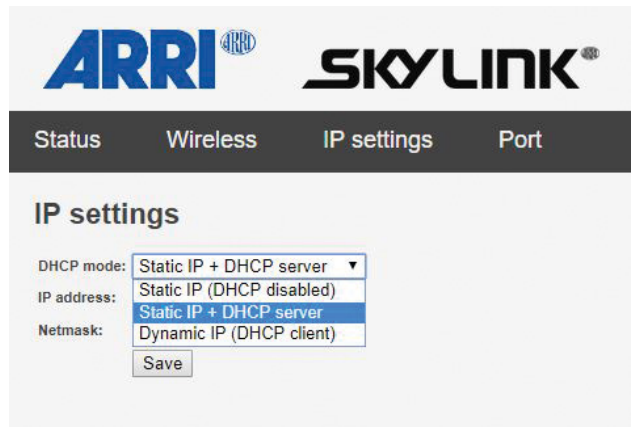 ARRI® ARRI
SKYLINK®
Status Wireless IP settings Port
IP settings
DHCP mode: Static IP + DHCP server ▼
Static IP (DHCP disabled)
IP address:
Static IP + DHCP server
Netmask: Dynamic IP (DHCP client)
Save